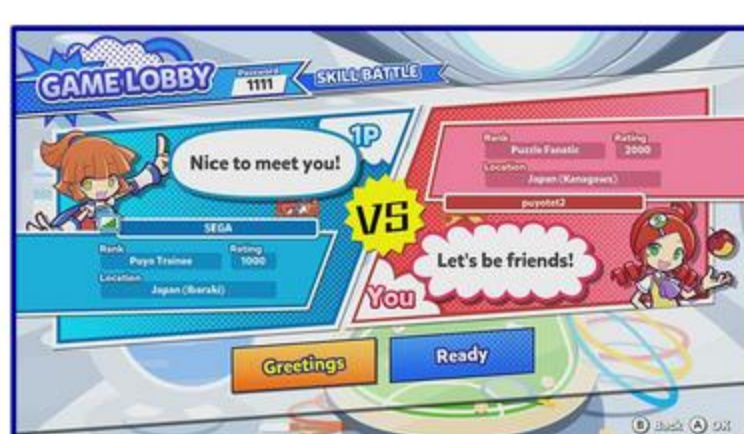 GAME LOBBY
Password
1111
SKILL BATTLE
1P
Nice to meet you!
SEGA
Rank
Puyo Trainee
Rating
1000
Location
Japan (Ibaraki)
VS
Rank
Puzzle Fanatic
Rating
2000
Location
Japan (Kanagawa)
puyotet2
Let's be friends!
You
Greetings
Ready
B Back A OK